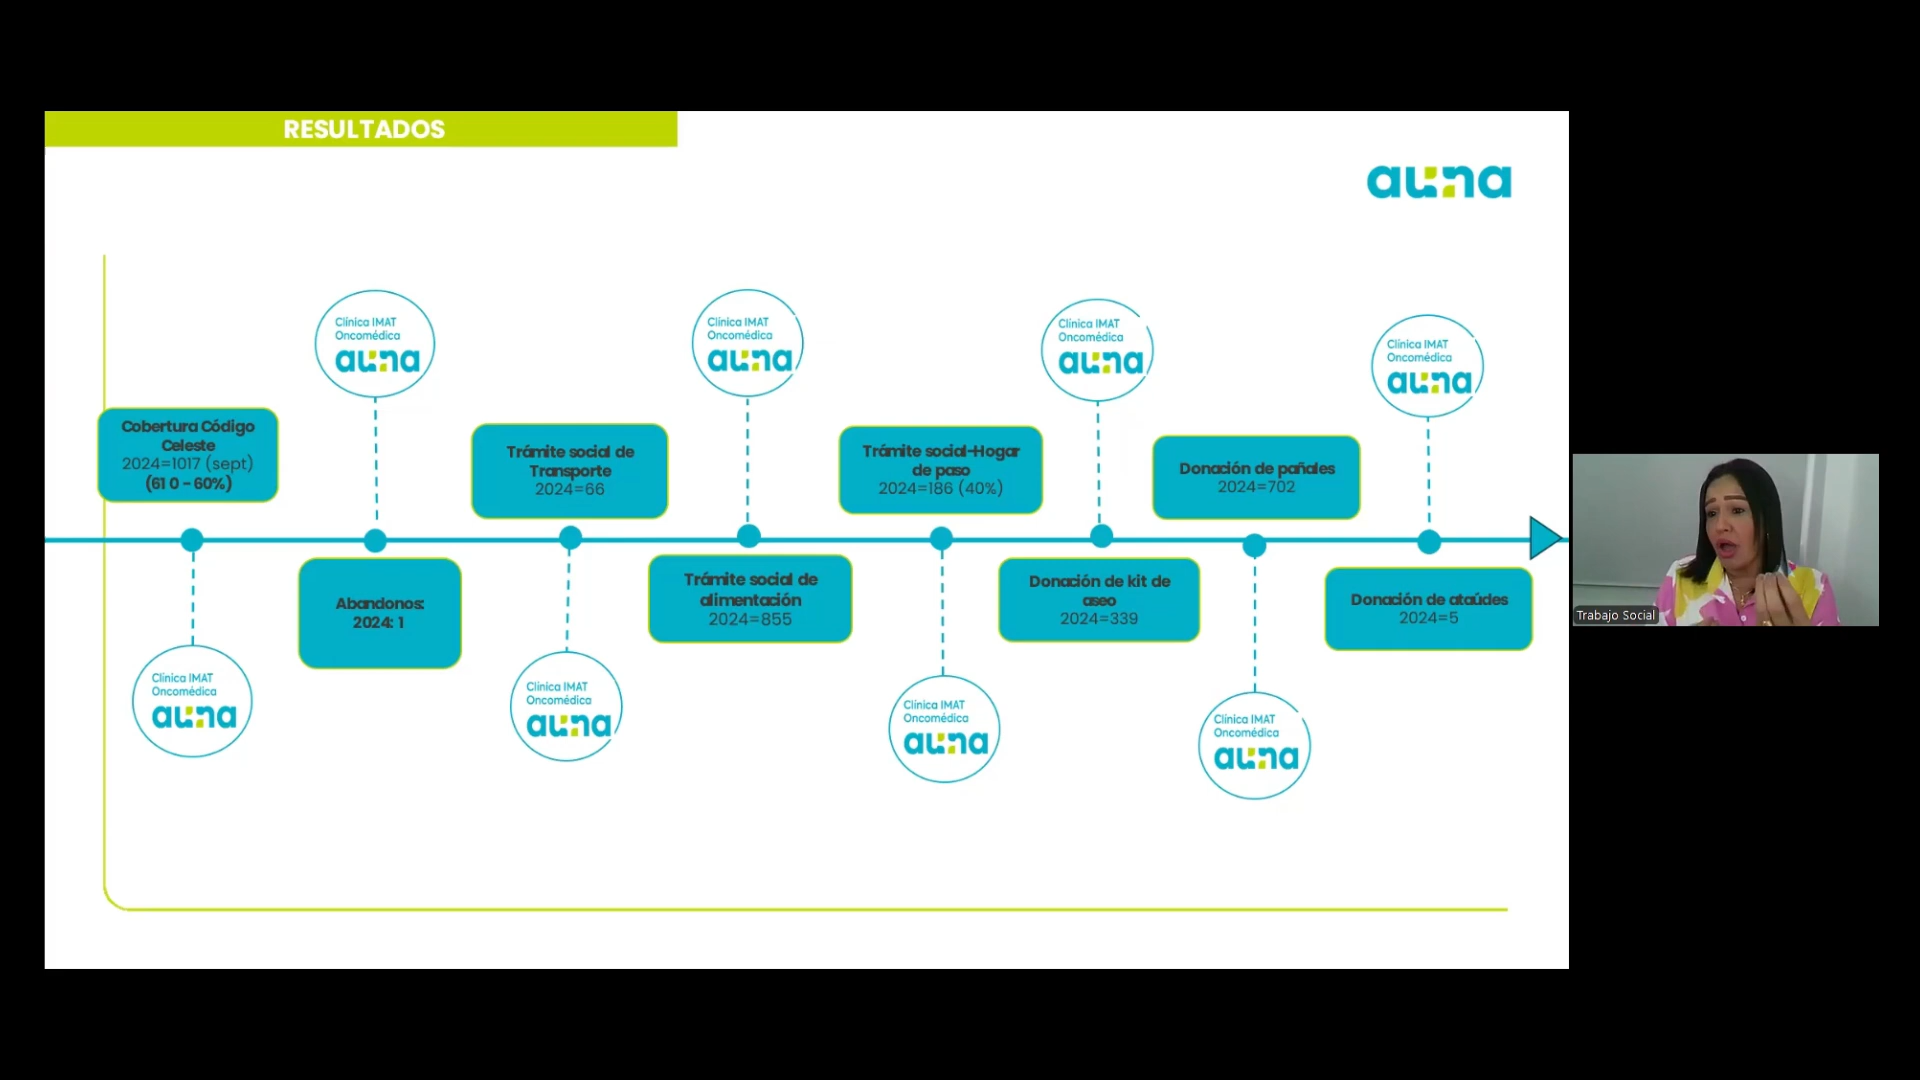 RESULTADOS
auna
Clínica IMAT
Oncomédica
auna
Clínica IMAT
Oncomédica
auna
Clínica IMAT
Oncomédica
auna
Clínica IMAT
Oncomédica
auna
Cobertura Código
Celeste
2024=1017 (sept)
(61 0 - 60%)
Trámite social de
Transporte
2024=66
Trámite social-Hogar
de paso
2024=186 (40%)
Donación de pañales
2024=702
Abandonos:
2024: 1
Trámite social de
alimentación
2024=855
Donación de kit de
aseo
2024=339
Donación de ataúdes
2024=5
Trabajo Social
Clínica IMAT
Oncomédica
auna
Clínica IMAT
Oncomédica
auna
Clínica IMAT
Oncomédica
auna
Clínica IMAT
Oncomédica
auna